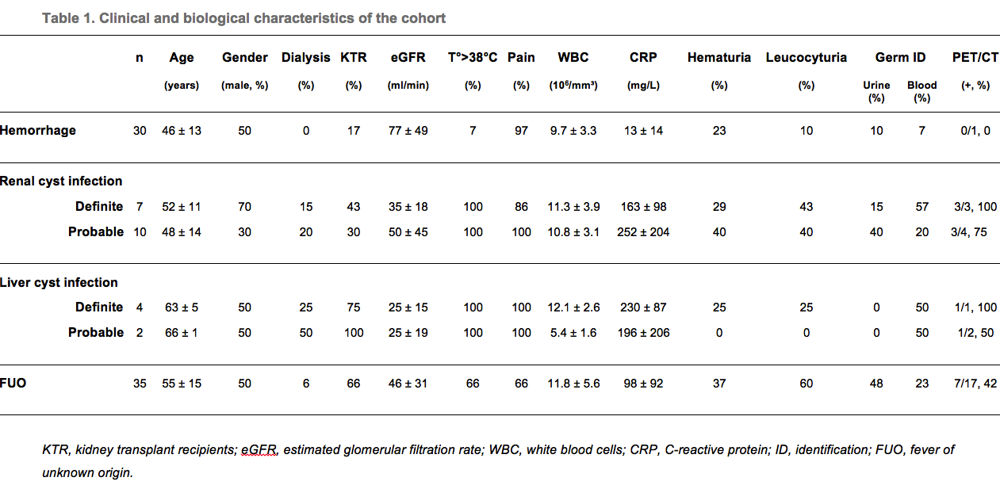 Table 1. Clinical and biological characteristics of the cohort
n Age Gender Dialysis KTR eGFR T°>38°C Pain WBC CRP Hematuria Leucocyturia Germ ID PET/CT
(years) (male, %) (%) (%) (ml/min) (%) (%) (10⁶/mm³) (mg/L) (%) (%) Urine Blood (+, %)
(%) (%)
Hemorrhage 30 46 ± 13 50 0 17 77 ± 49 7 97 9.7 ± 3.3 13 ± 14 23 10 10 7 0/1, 0
Renal cyst infection
Definite 7 52 ± 11 70 15 43 35 ± 18 100 86 11.3 ± 3.9 163 ± 98 29 43 15 57 3/3, 100
Probable 10 48 ± 14 30 20 30 50 ± 45 100 100 10.8 ± 3.1 252 ± 204 40 40 40 20 3/4, 75
Liver cyst infection
Definite 4 63 ± 5 50 25 75 25 ± 15 100 100 12.1 ± 2.6 230 ± 87 25 25 0 50 1/1, 100
Probable 2 66 ± 1 50 50 100 25 ± 19 100 100 5.4 ± 1.6 196 ± 206 0 0 0 50 1/2, 50
FUO 35 55 ± 15 50 6 66 46 ± 31 66 66 11.8 ± 5.6 98 ± 92 37 60 48 23 7/17, 42
KTR, kidney transplant recipients; eGFR, estimated glomerular filtration rate; WBC, white blood cells; CRP, C-reactive protein; ID, identification; FUO, fever of
unknown origin.